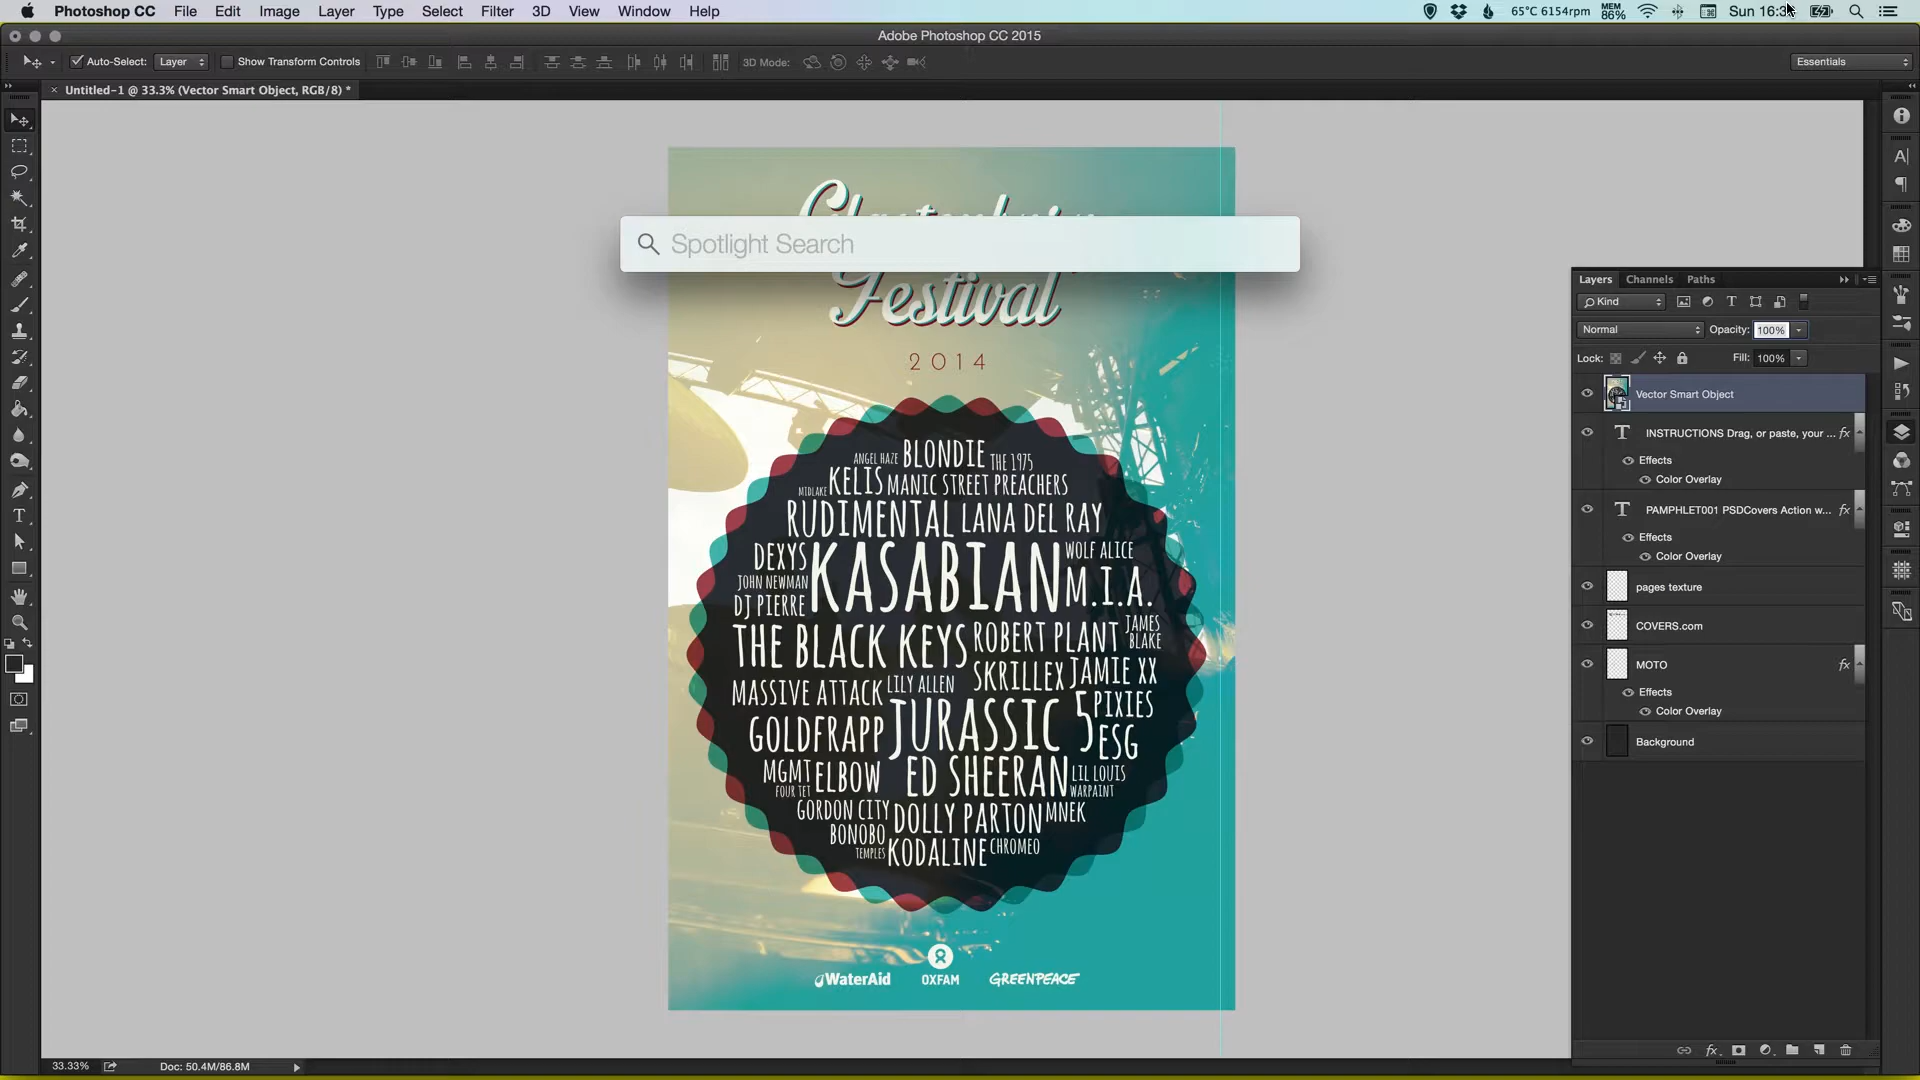 Photoshop CC File Edit Image Layer Type Select Filter 3D View Window Help 65°C 6154rpm MEM 86% Sun 16:3
Adobe Photoshop CC 2015
Auto-Select: Layer Show Transform Controls 3D Mode: Essentials
Untitled-1 @ 33.3% (Vector Smart Object, RGB/8) *
Spotlight Search
Festival
2014
BLONDIE
ANGEL HAZE THE 1975
MIDLAKE KELIS MANIC STREET PREACHERS
RUDIMENTAL LANA DEL RAY
DEXYS KASABIAN WOLF ALICE
JOHN NEWMAN M.I.A.
DJ PIERRE
THE BLACK KEYS ROBERT PLANT JAMES BLAKE
MASSIVE ATTACK LILY ALLEN SKRILLEX JAMIE XX
GOLDFRAPP JURASSIC 5 PIXIES
ESG
MGMT ELBOW ED SHEERAN LIL LOUIS
FOUR TET WARPAINT
GORDON CITY DOLLY PARTON MNEK
BONOBO
TEMPLES KODALINE CHROMEO
WaterAid OXFAM GREENPEACE
Layers Channels Paths
Kind
Normal Opacity: 100%
Lock: Fill: 100%
Vector Smart Object
INSTRUCTIONS Drag, or paste, your ... fx
Effects
Color Overlay
PAMPHLET001 PSDCovers Action w... fx
Effects
Color Overlay
pages texture
COVERS.com
MOTO fx
Effects
Color Overlay
Background
33.33% Doc: 50.4M/86.8M